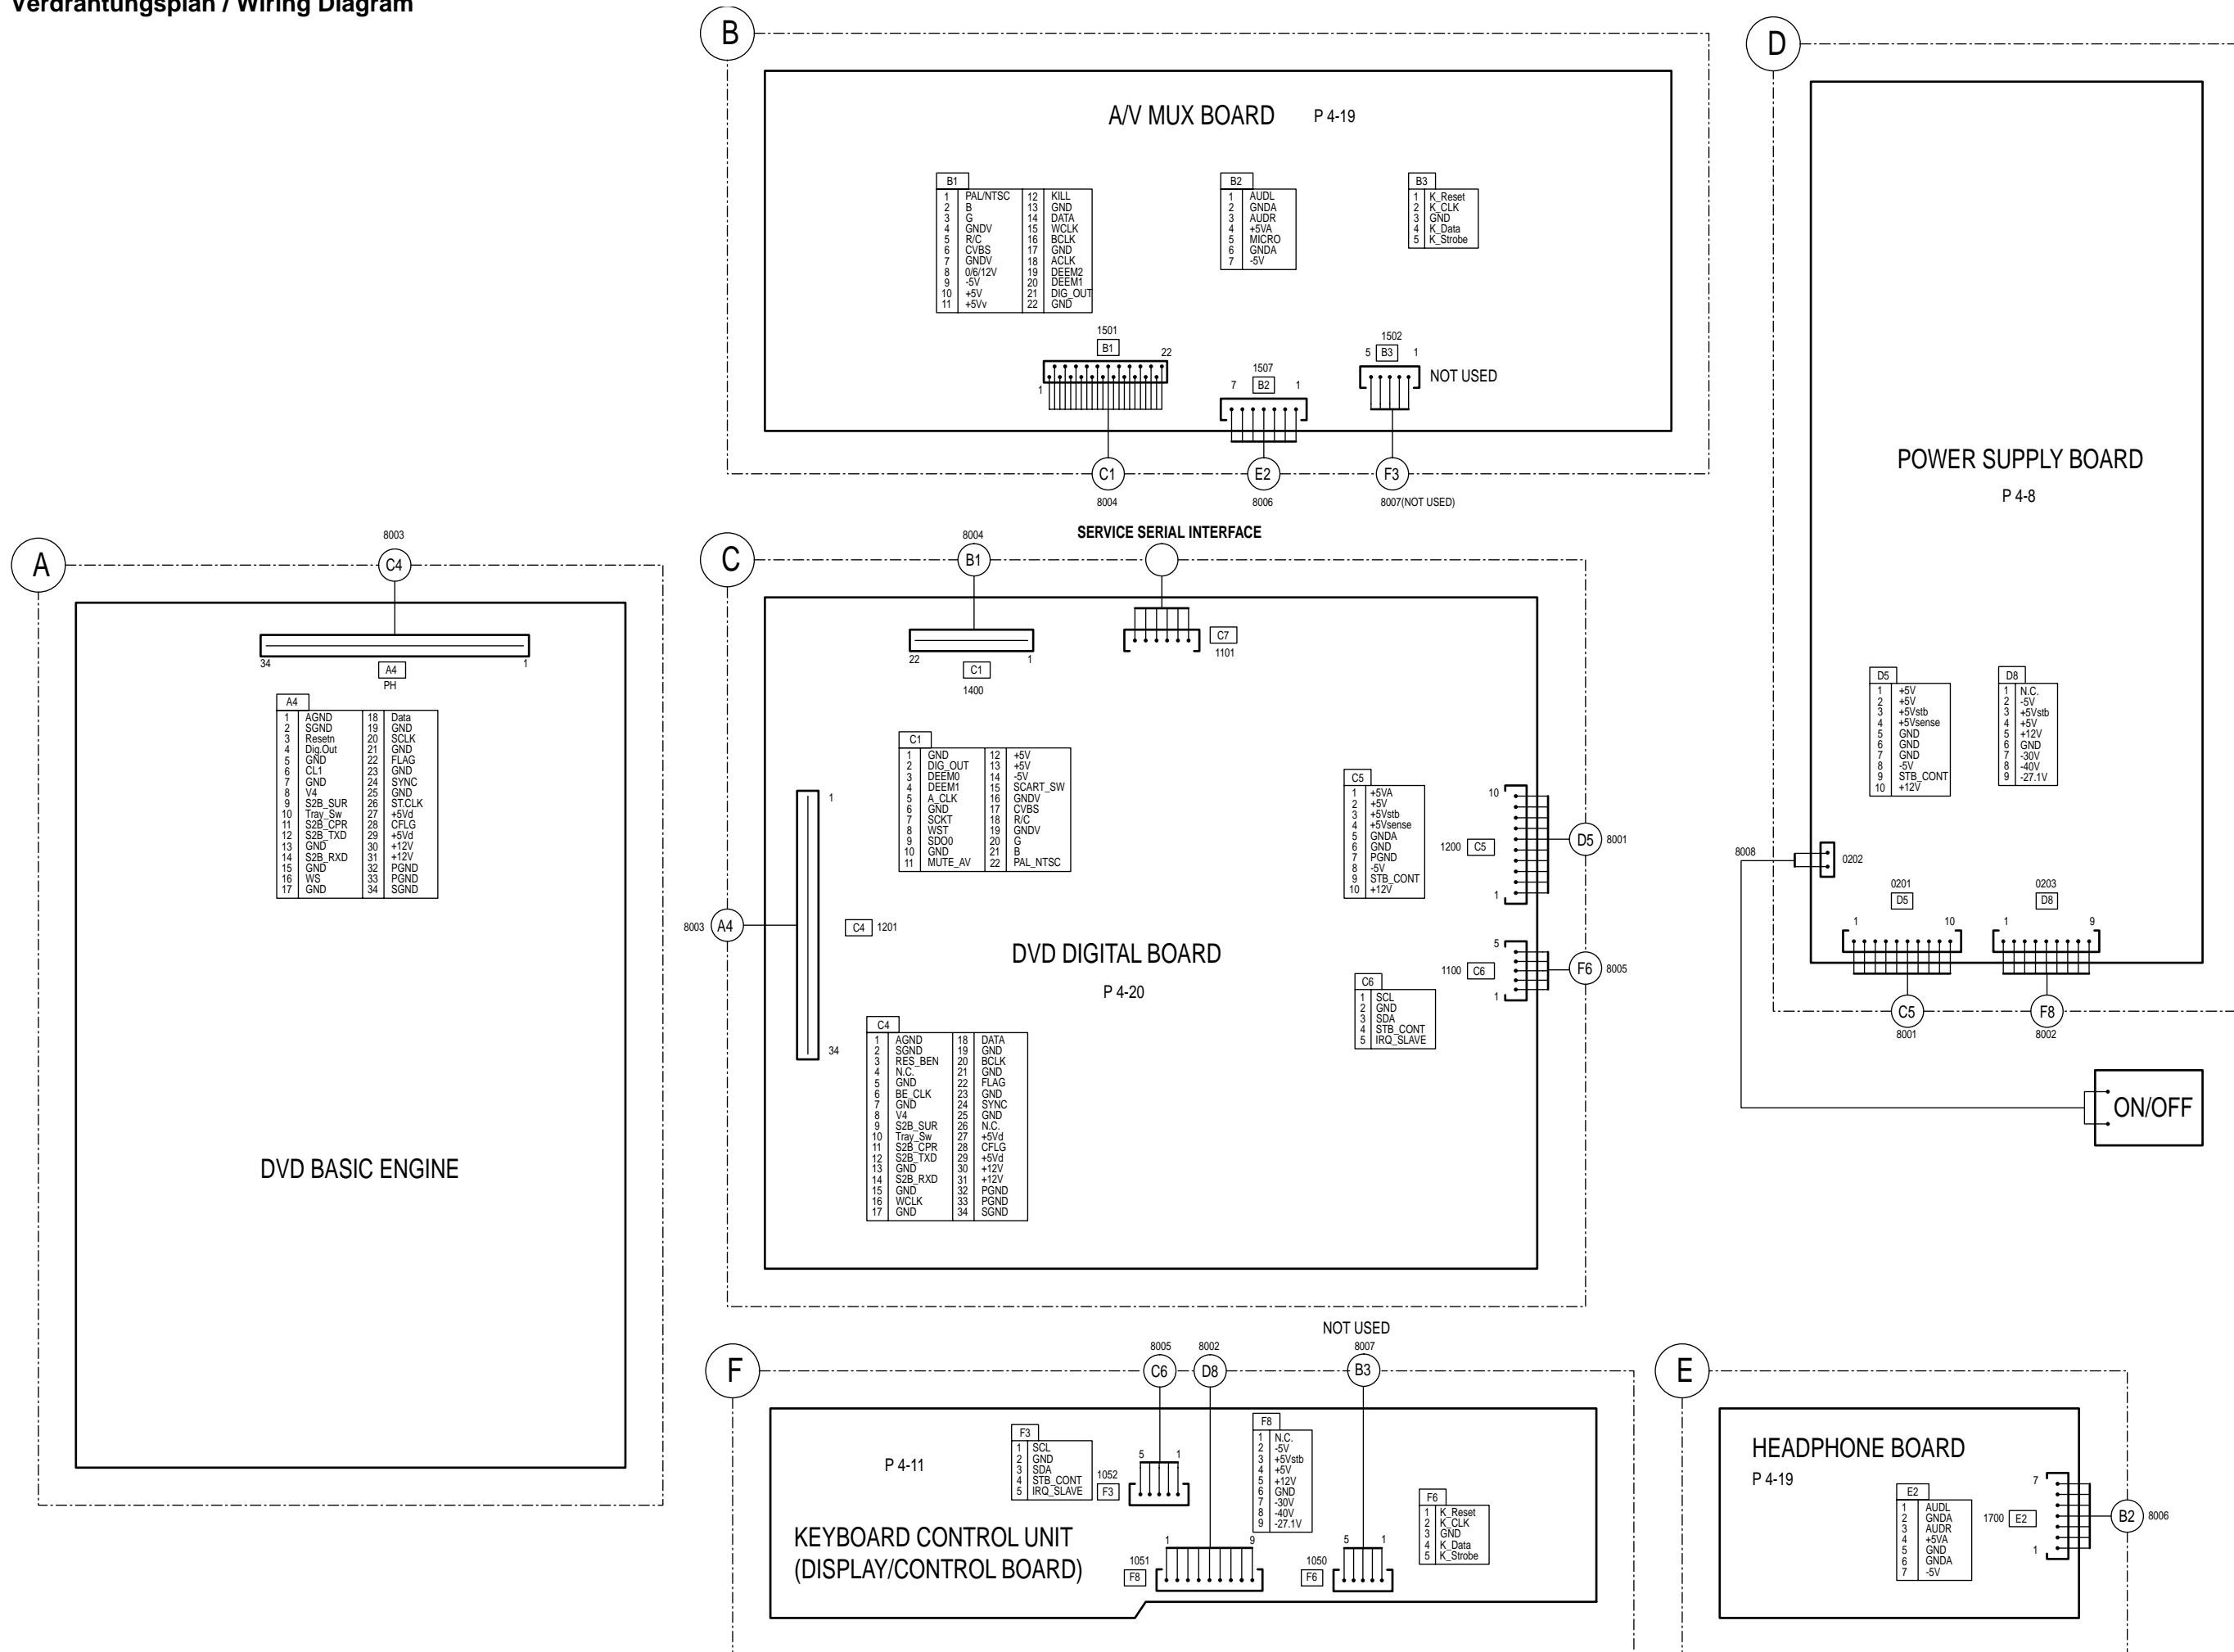 Verdrahtungsplan / Wiring Diagram
B
A/V MUX BOARD P 4-19
B1
1 PAL/NTSC 12 KILL
2 B 13 GND
3 G 14 DATA
4 GNDV 15 WCLK
5 R/C 16 BCLK
6 CVBS 17 GND
7 GNDV 18 ACLK
8 0/6/12V 19 DEEM2
9 -5V 20 DEEM1
10 +5V 21 DIG_OUT
11 +5Vv 22 GND
B2
1 AUDL
2 GNDA
3 AUDR
4 +5VA
5 MICRO
6 GNDA
7 -5V
B3
1 K_Reset
2 K_CLK
3 GND
4 K_Data
5 K_Strobe
1501
B1 22
1
1507
7 B2 1
1502
5 B3 1
NOT USED
C1
8004
E2
8006
F3
8007(NOT USED)
D
POWER SUPPLY BOARD
P 4-8
D5
1 +5V
2 +5V
3 +5Vstb
4 +5Vsense
5 GND
6 GND
7 GND
8 -5V
9 STB_CONT
10 +12V
D8
1 N.C.
2 -5V
3 +5Vstb
4 +5V
5 +12V
6 GND
7 -30V
8 -40V
9 -27.1V
8008
0202
0201
D5
1 10
0203
D8
1 9
C5
8001
F8
8002
ON/OFF
A
8003
C4
34 1
A4
PH
A4
1 AGND 18 Data
2 SGND 19 GND
3 Resetn 20 SCLK
4 Dig.Out 21 GND
5 GND 22 FLAG
6 CL1 23 GND
7 GND 24 SYNC
8 V4 25 GND
9 S2B_SUR 26 ST.CLK
10 Tray_Sw 27 +5Vd
11 S2B_CPR 28 CFLG
12 S2B_TXD 29 +5Vd
13 GND 30 +12V
14 S2B_RXD 31 +12V
15 GND 32 PGND
16 WS 33 PGND
17 GND 34 SGND
DVD BASIC ENGINE
C
8004
B1
SERVICE SERIAL INTERFACE
22 1
C1
1400
C7
1101
C1
1 GND 12 +5V
2 DIG_OUT 13 +5V
3 DEEM0 14 -5V
4 DEEM1 15 SCART_SW
5 A_CLK 16 GNDV
6 GND 17 CVBS
7 SCKT 18 R/C
8 WST 19 GNDV
9 SDO0 20 G
10 GND 21 B
11 MUTE_AV 22 PAL_NTSC
C5
1 +5VA
2 +5V
3 +5Vstb
4 +5Vsense
5 GNDA
6 GND
7 PGND
8 -5V
9 STB_CONT
10 +12V
10
1200 C5
1
D5 8001
1
8003 A4
C4 1201
34
DVD DIGITAL BOARD
P 4-20
5
1100 C6
1
F6 8005
C6
1 SCL
2 GND
3 SDA
4 STB_CONT
5 IRQ_SLAVE
C4
1 AGND 18 DATA
2 SGND 19 GND
3 RES_BEN 20 BCLK
4 N.C. 21 GND
5 GND 22 FLAG
6 BE_CLK 23 GND
7 GND 24 SYNC
8 V4 25 GND
9 S2B_SUR 26 N.C.
10 Tray_Sw 27 +5Vd
11 S2B_CPR 28 CFLG
12 S2B_TXD 29 +5Vd
13 GND 30 +12V
14 S2B_RXD 31 +12V
15 GND 32 PGND
16 WCLK 33 PGND
17 GND 34 SGND
F
8005
C6
8002
D8
NOT USED
8007
B3
P 4-11
F3
1 SCL
2 GND
3 SDA
4 STB_CONT
5 IRQ_SLAVE
1052
F3
5 1
F8
1 N.C.
2 -5V
3 +5Vstb
4 +5V
5 +12V
6 GND
7 -30V
8 -40V
9 -27.1V
F6
1 K_Reset
2 K_CLK
3 GND
4 K_Data
5 K_Strobe
KEYBOARD CONTROL UNIT
(DISPLAY/CONTROL BOARD)
1051
F8
1 9
1050
F6
5 1
E
HEADPHONE BOARD
P 4-19
E2
1 AUDL
2 GNDA
3 AUDR
4 +5VA
5 GND
6 GNDA
7 -5V
7
1700 E2
1
B2 8006